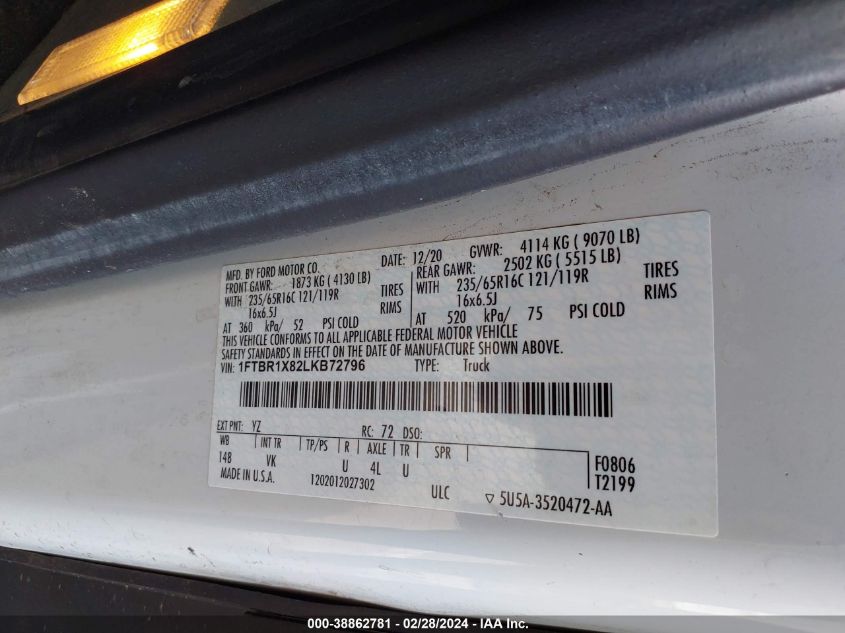 MFD. BY FORD MOTOR CO. DATE: 12/20 GVWR: 4114 KG ( 9070 LB)
FRONT GAWR: 1873 KG ( 4130 LB) REAR GAWR: 2502 KG ( 5515 LB)
WITH 235/65R16C 121/119R TIRES WITH 235/65R16C 121/119R TIRES
16x6.5J RIMS 16x6.5J RIMS
AT 360 kPa/ 52 PSI COLD AT 520 kPa/ 75 PSI COLD
THIS VEHICLE CONFORMS TO ALL APPLICABLE FEDERAL MOTOR VEHICLE
SAFETY STANDARDS IN EFFECT ON THE DATE OF MANUFACTURE SHOWN ABOVE.
VIN: 1FTBR1X82LKB72796 TYPE: Truck
EXT PNT: YZ RC: 72 DSO:
WB INT TR TP/PS R AXLE TR SPR
148 VK U 4L U F0806
MADE IN U.S.A. 1202012027302 T2199
ULC ▽ 5U5A-3520472-AA
000-38862781 - 02/28/2024 - IAA Inc.